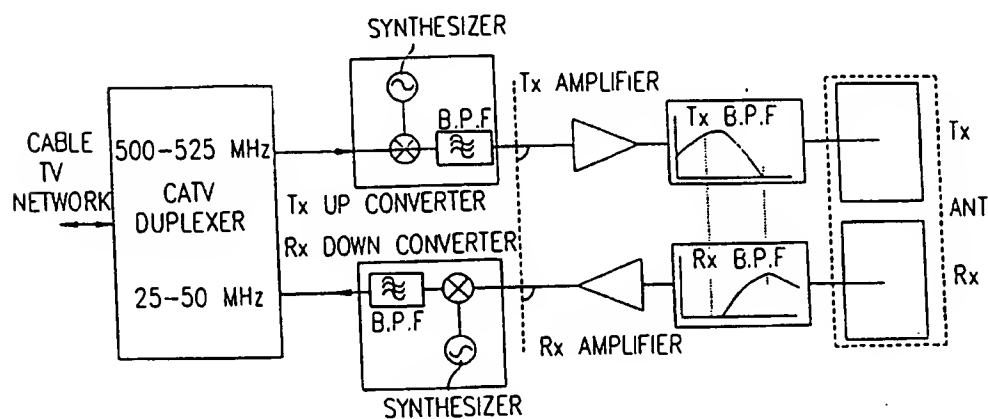 SYNTHESIZER
Tx AMPLIFIER
B.P.F
Tx B.P.F
Tx
CABLE
TV
NETWORK
500-525 MHz
CATV
DUPLEXER
Tx UP CONVERTER
ANT
Rx DOWN CONVERTER
Rx B.P.F
Rx
25-50 MHz
B.P.F
Rx AMPLIFIER
SYNTHESIZER